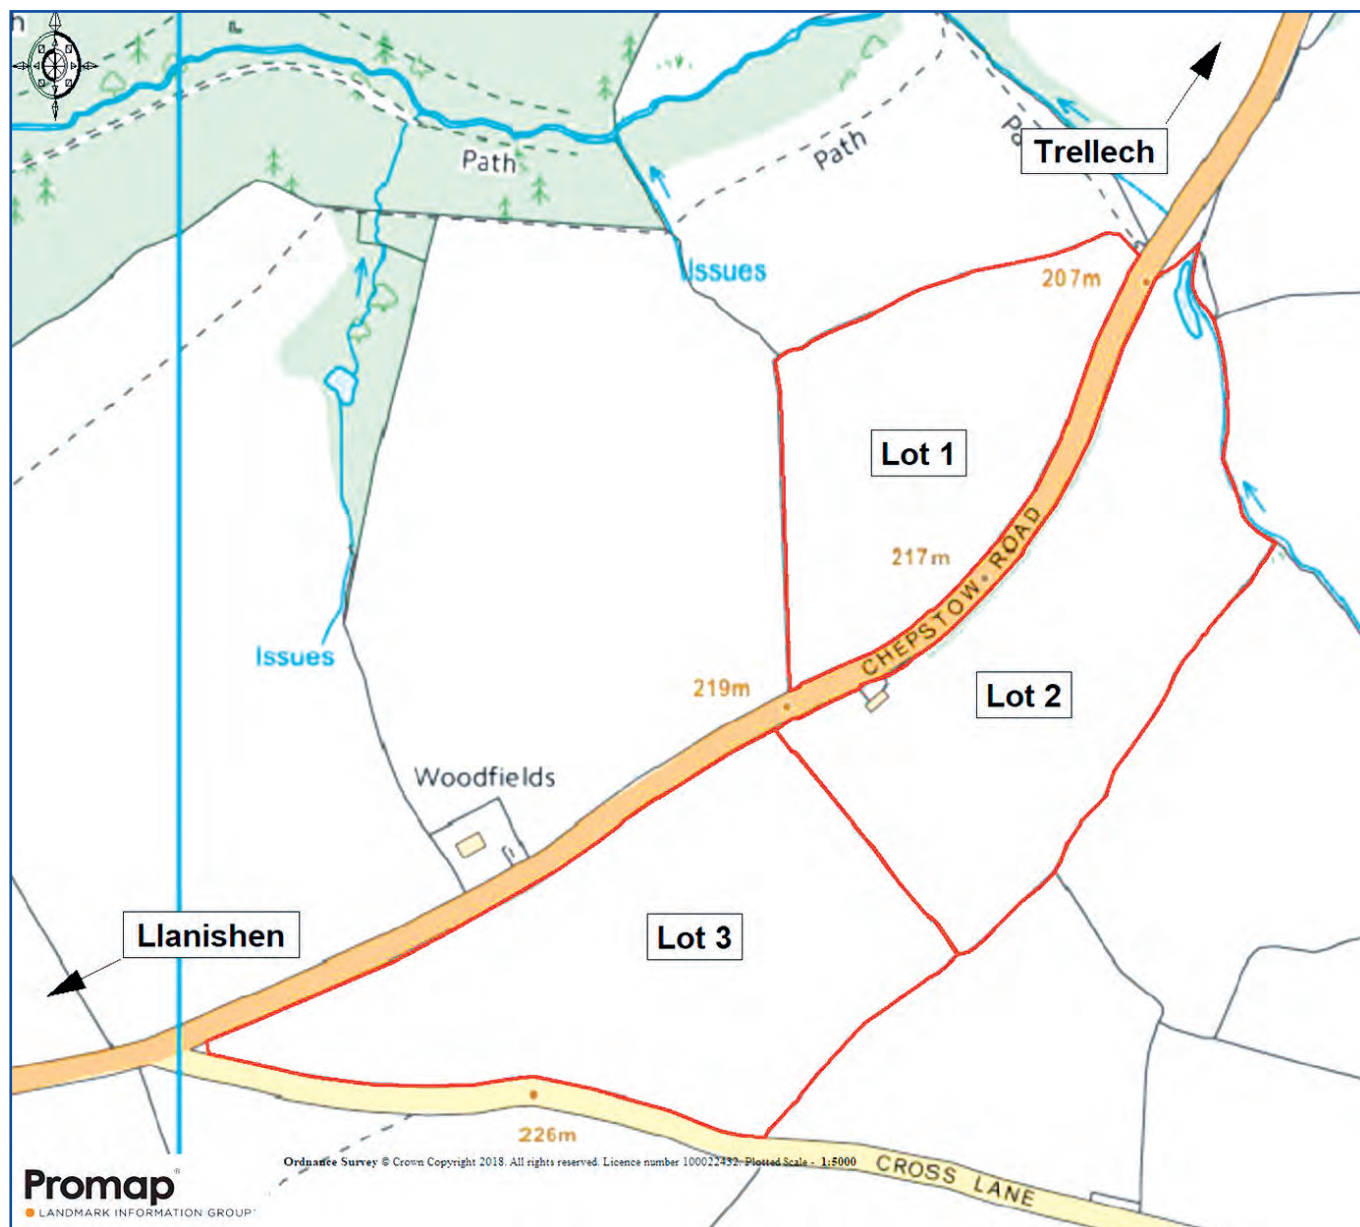 Trellech
Path
Path
Issues
207m
Lot 1
217m
CHEPSTOW ROAD
Issues
219m
Lot 2
Woodfields
Llanishen
Lot 3
226m
Ordnance Survey © Crown Copyright 2018. All rights reserved. Licence number 100022432. Plotted Scale - 1:5000
CROSS LANE
Promap®
LANDMARK INFORMATION GROUP